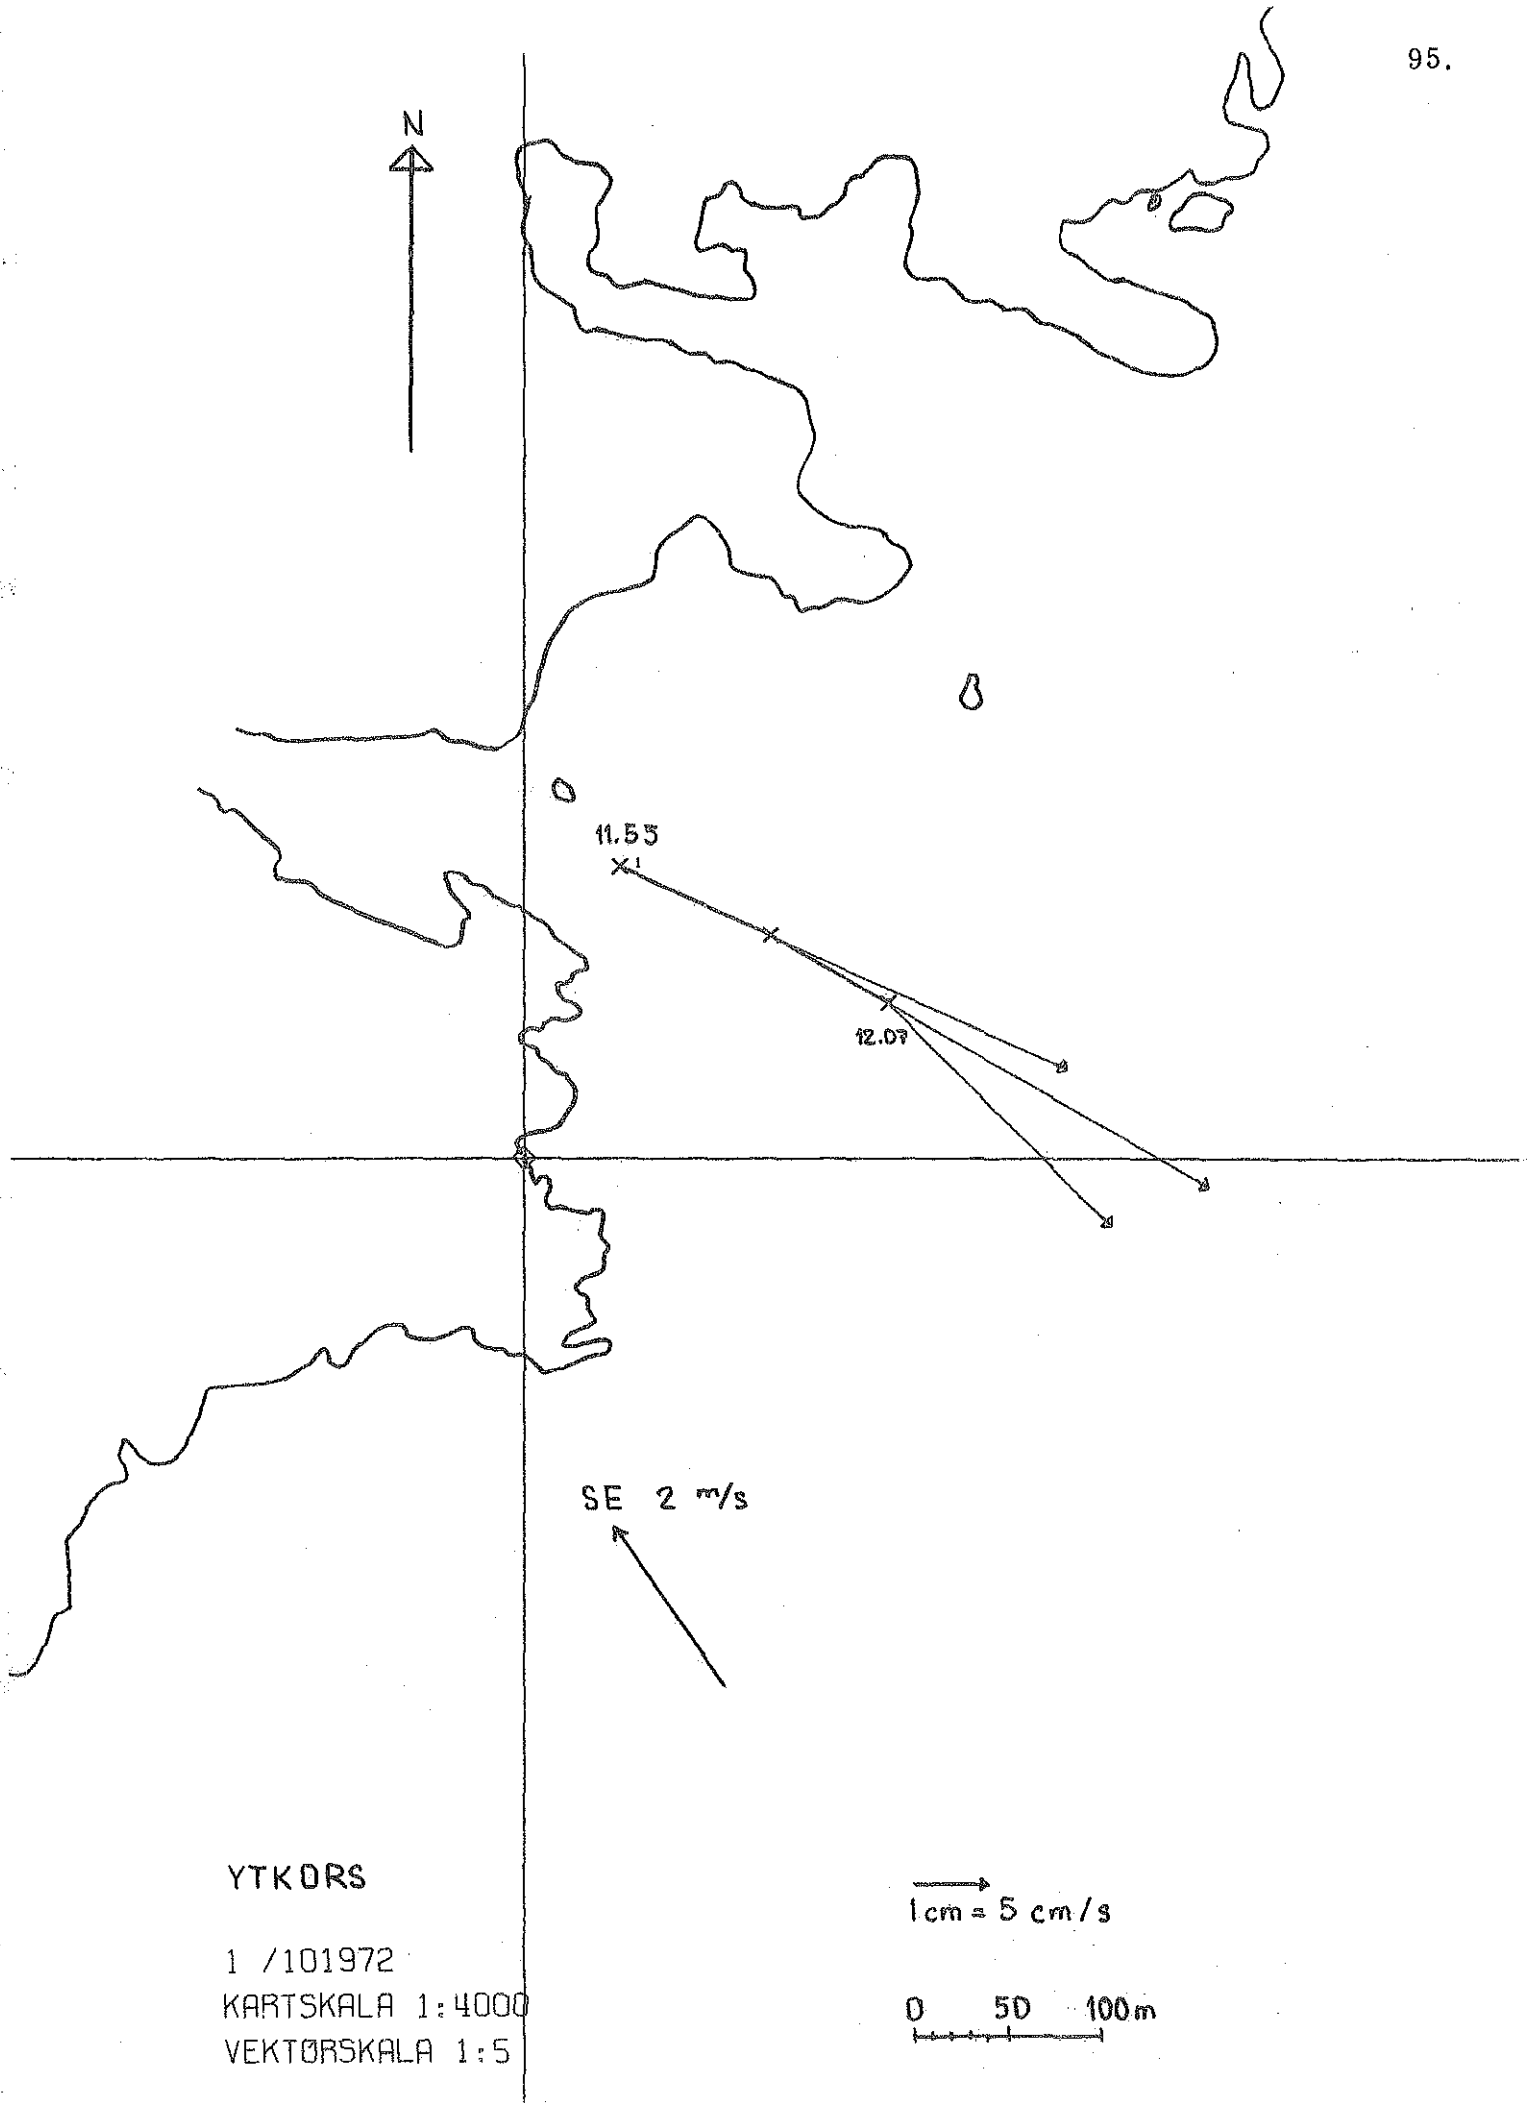 95.
N
11.55
1
12.07
SE 2 m/s
YTKORS
1cm = 5 cm/s
1 /101972
KARTSKALA 1:4000
VEKTORSKALA 1:5
0 50 100m